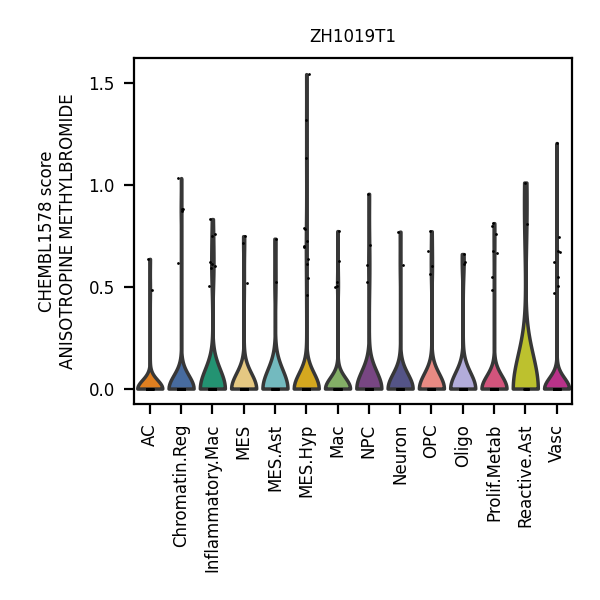 ZH1019T1
CHEMBL1578 score
ANISOTROPINE METHYLBROMIDE
1.5
1.0
0.5
0.0
AC
Chromatin.Reg
Inflammatory.Mac
MES
MES.Ast
MES.Hyp
Mac
NPC
Neuron
OPC
Oligo
Prolif.Metab
Reactive.Ast
Vasc